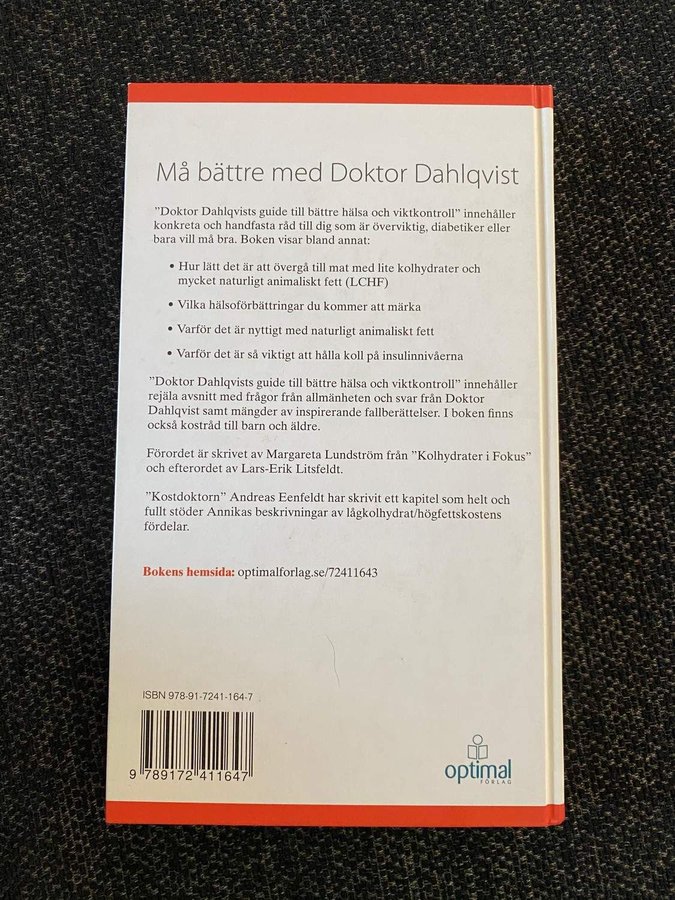 Må bättre med Doktor Dahlqvist
"Doktor Dahlqvists guide till bättre hälsa och viktkontroll" innehåller
konkreta och handfasta råd till dig som är överviktig, diabetiker eller
bara vill må bra. Boken visar bland annat:
• Hur lätt det är att övergå till mat med lite kolhydrater och
mycket naturligt animaliskt fett (LCHF)
• Vilka hälsoförbättringar du kommer att märka
• Varför det är nyttigt med naturligt animaliskt fett
• Varför det är så viktigt att hålla koll på insulinnivåerna
"Doktor Dahlqvists guide till bättre hälsa och viktkontroll" innehåller
rejäla avsnitt med frågor från allmänheten och svar från Doktor
Dahlqvist samt mängder av inspirerande fallberättelser. I boken finns
också kostråd till barn och äldre.
Förordet är skrivet av Margareta Lundström från "Kolhydrater i Fokus"
och efterordet av Lars-Erik Litsfeldt.
"Kostdoktorn" Andreas Eenfeldt har skrivit ett kapitel som helt och
fullt stöder Annikas beskrivningar av lågkolhydrat/högfettskostens
fördelar.
Bokens hemsida: optimalforlag.se/72411643
ISBN 978-91-7241-164-7
9 789172 411647
optimal
FÖRLAG